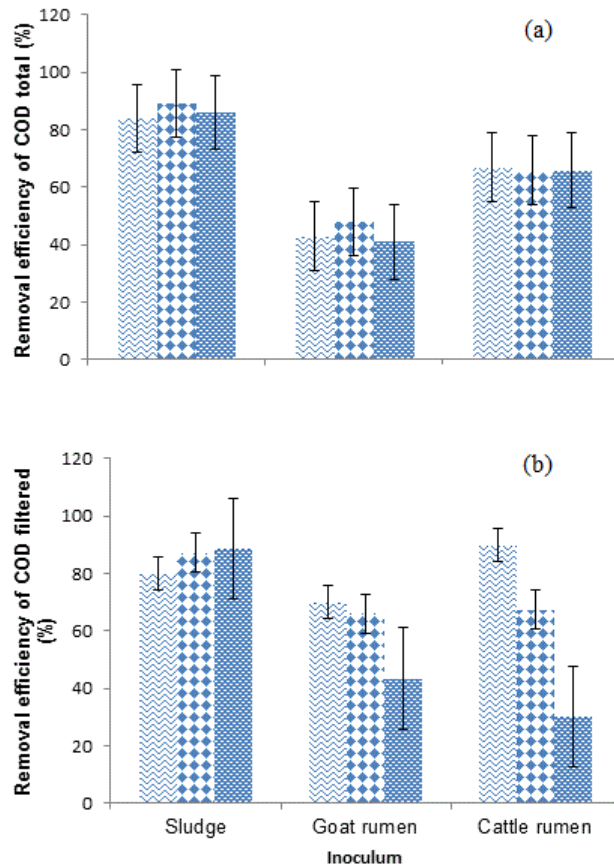 (a)
Removal efficiency of COD total (%)
120
100
80
60
40
20
0
(b)
Removal efficiency of COD filtered
(%)
120
100
80
60
40
20
0
Sludge Goat rumen Cattle rumen
Inoculum